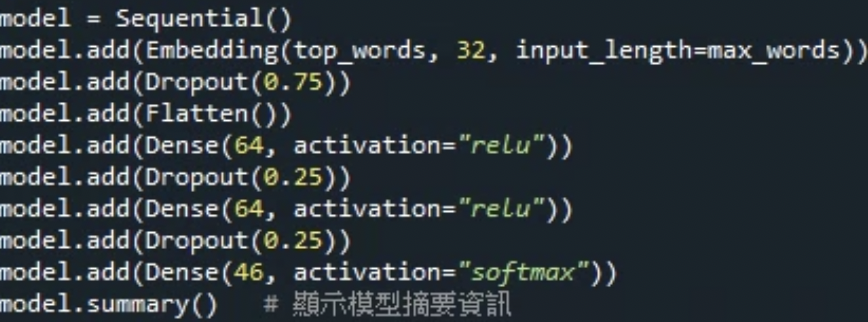 model = Sequential()
model.add(Embedding(top_words, 32, input_length=max_words))
model.add(Dropout(0.75))
model.add(Flatten())
model.add(Dense(64, activation="relu"))
model.add(Dropout(0.25))
model.add(Dense(64, activation="relu"))
model.add(Dropout(0.25))
model.add(Dense(46, activation="softmax"))
model.summary()   # 顯示模型摘要資訊